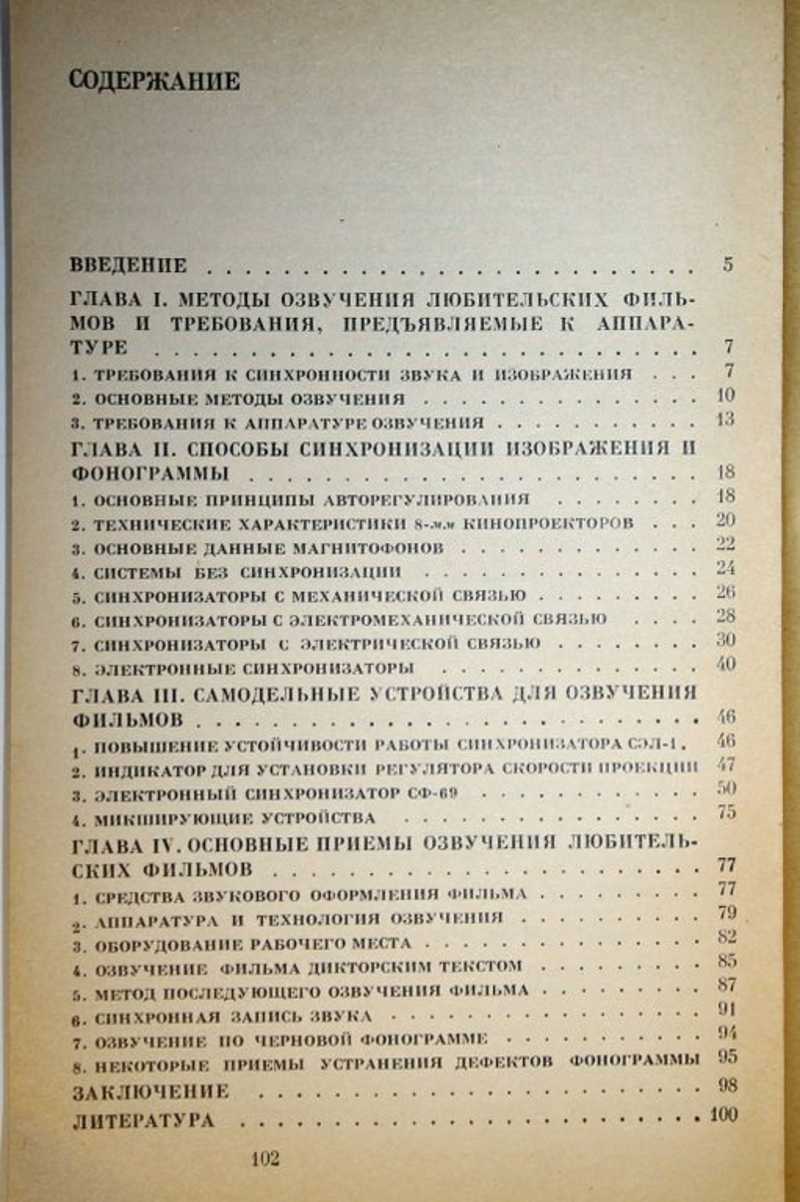 СОДЕРЖАНИЕ
ВВЕДЕНИЕ . . . . . . . . . . . . . . . . . . . . . . . . . 5
ГЛАВА I. МЕТОДЫ ОЗВУЧЕНИЯ ЛЮБИТЕЛЬСКИХ ФИЛЬ-
МОВ И ТРЕБОВАНИЯ, ПРЕДЪЯВЛЯЕМЫЕ К АППАРА-
ТУРЕ . . . . . . . . . . . . . . . . . . . . . . . . . . . . 7
1. ТРЕБОВАНИЯ К СИНХРОННОСТИ ЗВУКА И ИЗОБРАЖЕНИЯ . . . 7
2. ОСНОВНЫЕ МЕТОДЫ ОЗВУЧЕНИЯ . . . . . . . . . . . . . . . 10
3. ТРЕБОВАНИЯ К АППАРАТУРЕ ОЗВУЧЕНИЯ . . . . . . . . . . . 13
ГЛАВА II. СПОСОБЫ СИНХРОНИЗАЦИИ ИЗОБРАЖЕНИЯ И
ФОНОГРАММЫ . . . . . . . . . . . . . . . . . . . . . . . 18
1. ОСНОВНЫЕ ПРИНЦИПЫ АВТОРЕГУЛИРОВАНИЯ . . . . . . . . 18
2. ТЕХНИЧЕСКИЕ ХАРАКТЕРИСТИКИ 8-мм КИНОПРОЕКТОРОВ . . . 20
3. ОСНОВНЫЕ ДАННЫЕ МАГНИТОФОНОВ . . . . . . . . . . . . . 22
4. СИСТЕМЫ БЕЗ СИНХРОНИЗАЦИИ . . . . . . . . . . . . . . . 24
5. СИНХРОНИЗАТОРЫ С МЕХАНИЧЕСКОЙ СВЯЗЬЮ . . . . . . . . . 26
6. СИНХРОНИЗАТОРЫ С ЭЛЕКТРОМЕХАНИЧЕСКОЙ СВЯЗЬЮ . . . . 28
7. СИНХРОНИЗАТОРЫ С ЭЛЕКТРИЧЕСКОЙ СВЯЗЬЮ . . . . . . . . 30
8. ЭЛЕКТРОННЫЕ СИНХРОНИЗАТОРЫ . . . . . . . . . . . . . . 40
ГЛАВА III. САМОДЕЛЬНЫЕ УСТРОЙСТВА ДЛЯ ОЗВУЧЕНИЯ
ФИЛЬМОВ . . . . . . . . . . . . . . . . . . . . . . . . . . 46
1. ПОВЫШЕНИЕ УСТОЙЧИВОСТИ РАБОТЫ СИНХРОНИЗАТОРА СЭЛ-1 . 46
2. ИНДИКАТОР ДЛЯ УСТАНОВКИ РЕГУЛЯТОРА СКОРОСТИ ПРОЕКЦИИ 47
3. ЭЛЕКТРОННЫЙ СИНХРОНИЗАТОР СФ-69 . . . . . . . . . . . . 50
4. МИКШИРУЮЩИЕ УСТРОЙСТВА . . . . . . . . . . . . . . . . 75
ГЛАВА IV. ОСНОВНЫЕ ПРИЕМЫ ОЗВУЧЕНИЯ ЛЮБИТЕЛЬ-
СКИХ ФИЛЬМОВ . . . . . . . . . . . . . . . . . . . . . . 77
1. СРЕДСТВА ЗВУКОВОГО ОФОРМЛЕНИЯ ФИЛЬМА . . . . . . . . . 77
2. АППАРАТУРА И ТЕХНОЛОГИЯ ОЗВУЧЕНИЯ . . . . . . . . . . 79
3. ОБОРУДОВАНИЕ РАБОЧЕГО МЕСТА . . . . . . . . . . . . . . . 82
4. ОЗВУЧЕНИЕ ФИЛЬМА ДИКТОРСКИМ ТЕКСТОМ . . . . . . . . . 85
5. МЕТОД ПОСЛЕДУЮЩЕГО ОЗВУЧЕНИЯ ФИЛЬМА . . . . . . . . . 87
6. СИНХРОННАЯ ЗАПИСЬ ЗВУКА . . . . . . . . . . . . . . . . . 91
7. ОЗВУЧЕНИЕ ПО ЧЕРНОВОЙ ФОНОГРАММЕ . . . . . . . . . . . 94
8. НЕКОТОРЫЕ ПРИЕМЫ УСТРАНЕНИЯ ДЕФЕКТОВ ФОНОГРАММЫ 95
ЗАКЛЮЧЕНИЕ . . . . . . . . . . . . . . . . . . . . . . . 98
ЛИТЕРАТУРА . . . . . . . . . . . . . . . . . . . . . . . . 100
102